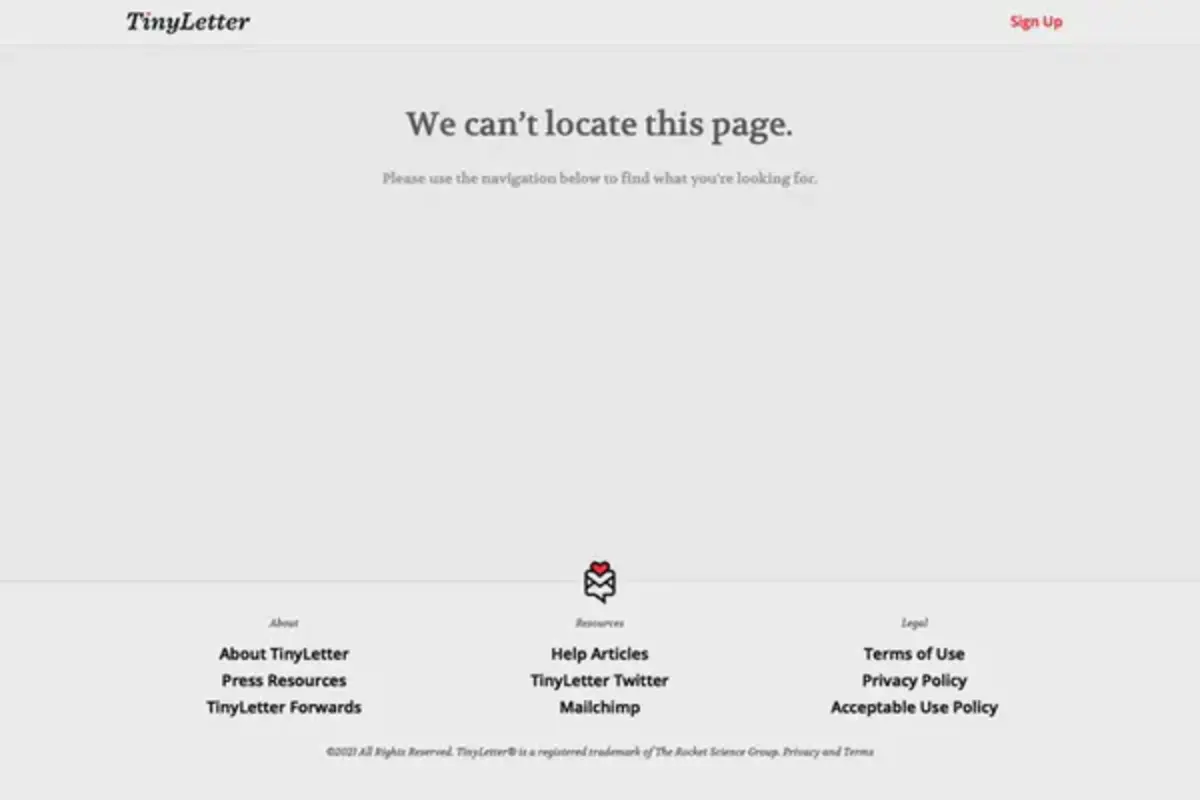 TinyLetter
Sign Up
We can’t locate this page.
Please use the navigation below to find what you're looking for.
About
About TinyLetter
Press Resources
TinyLetter Forwards
Resources
Help Articles
TinyLetter Twitter
Mailchimp
Legal
Terms of Use
Privacy Policy
Acceptable Use Policy
©2021 All Rights Reserved. TinyLetter® is a registered trademark of The Rocket Science Group. Privacy and Terms